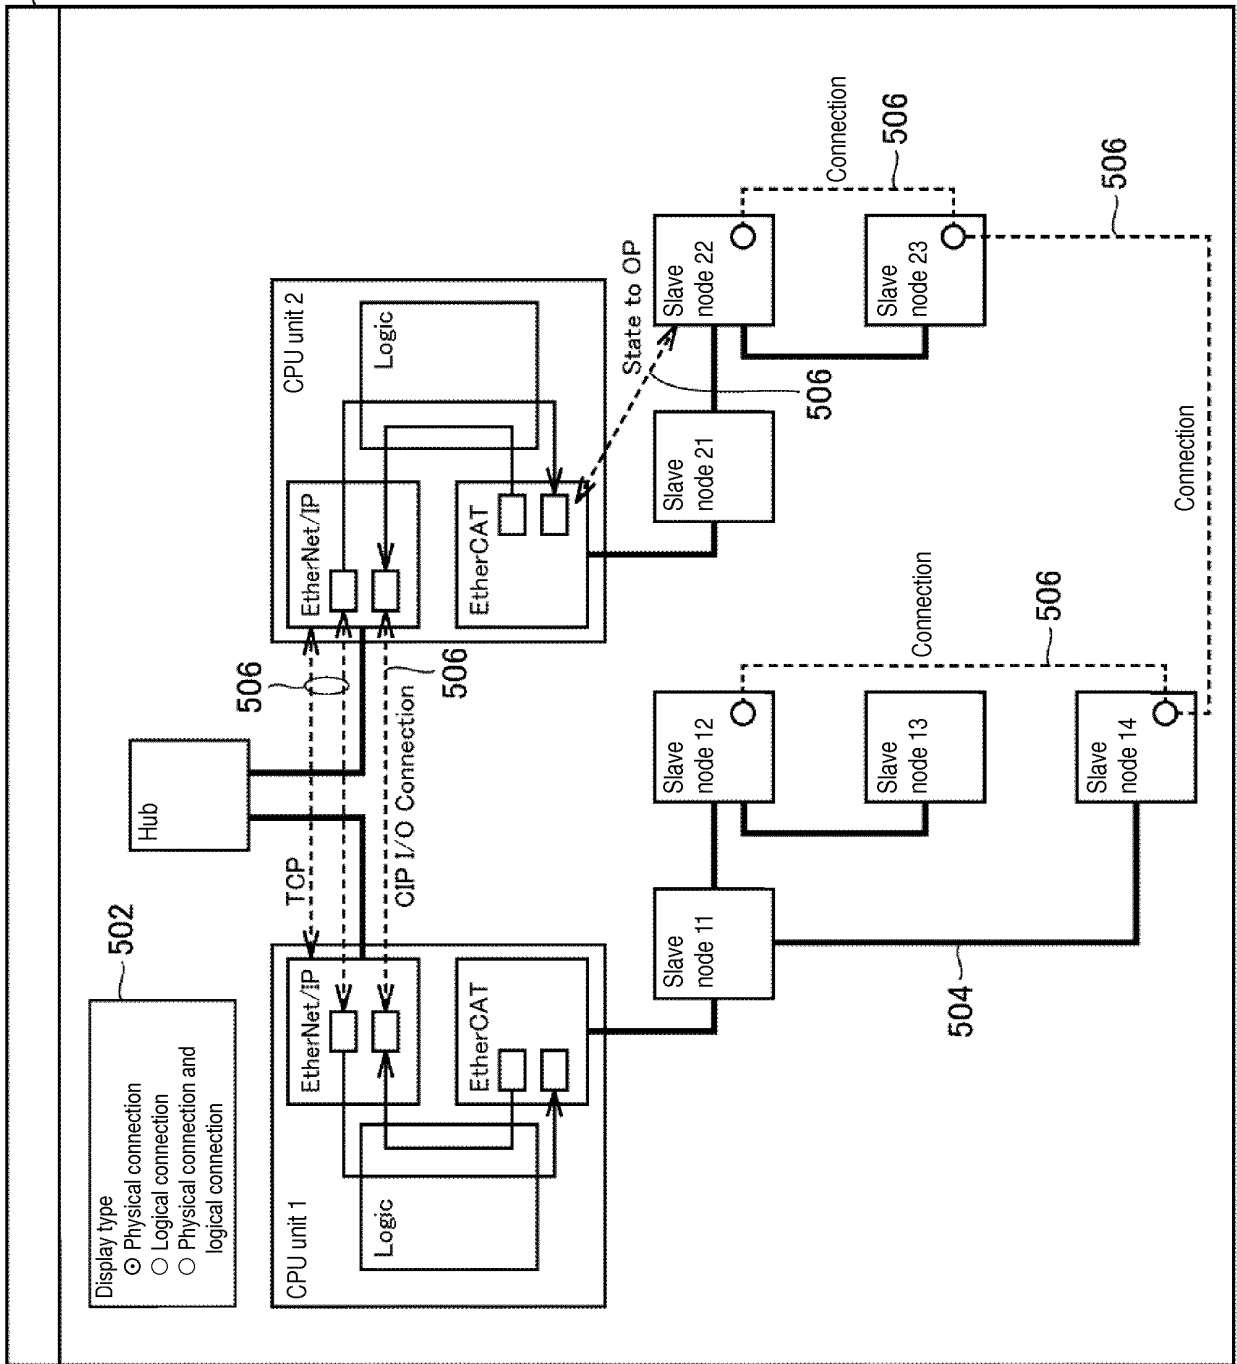 Display type
Physical connection
Logical connection
Physical connection and
logical connection
502
Hub
CPU unit 1
Logic
EtherNet/IP
EtherCAT
TCP
506
CIP I/O Connection
506
CPU unit 2
EtherNet/IP
Logic
EtherCAT
State to OP
506
Slave
node 11
Slave
node 12
Slave
node 13
Slave
node 14
504
Connection
506
Slave
node 21
Slave
node 22
Slave
node 23
Connection
506
Connection
506